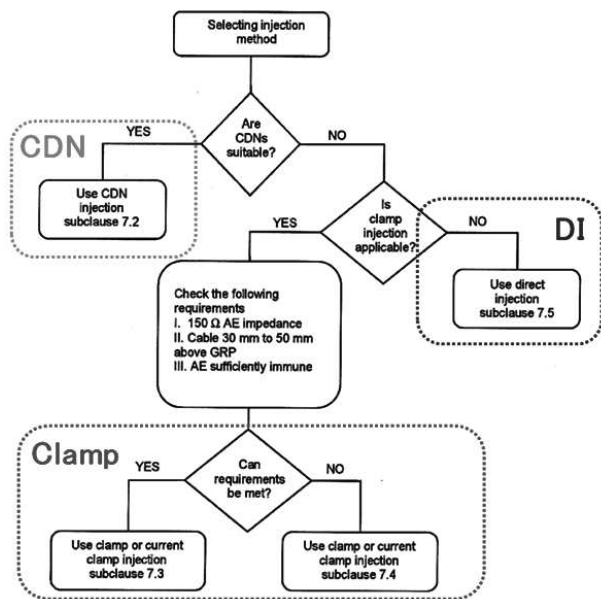 Selecting injection
method
CDN
YES
Are
CDNs
suitable?
NO
Use CDN
injection
subclause 7.2
YES
Is
clamp
injection
applicable?
NO
DI
Use direct
injection
subclause 7.5
Check the following
requirements
I. 150 Ω AE impedance
II. Cable 30 mm to 50 mm
above GRP
III. AE sufficiently immune
Clamp
YES
Can
requirements
be met?
NO
Use clamp or current
clamp injection
subclause 7.3
Use clamp or current
clamp injection
subclause 7.4